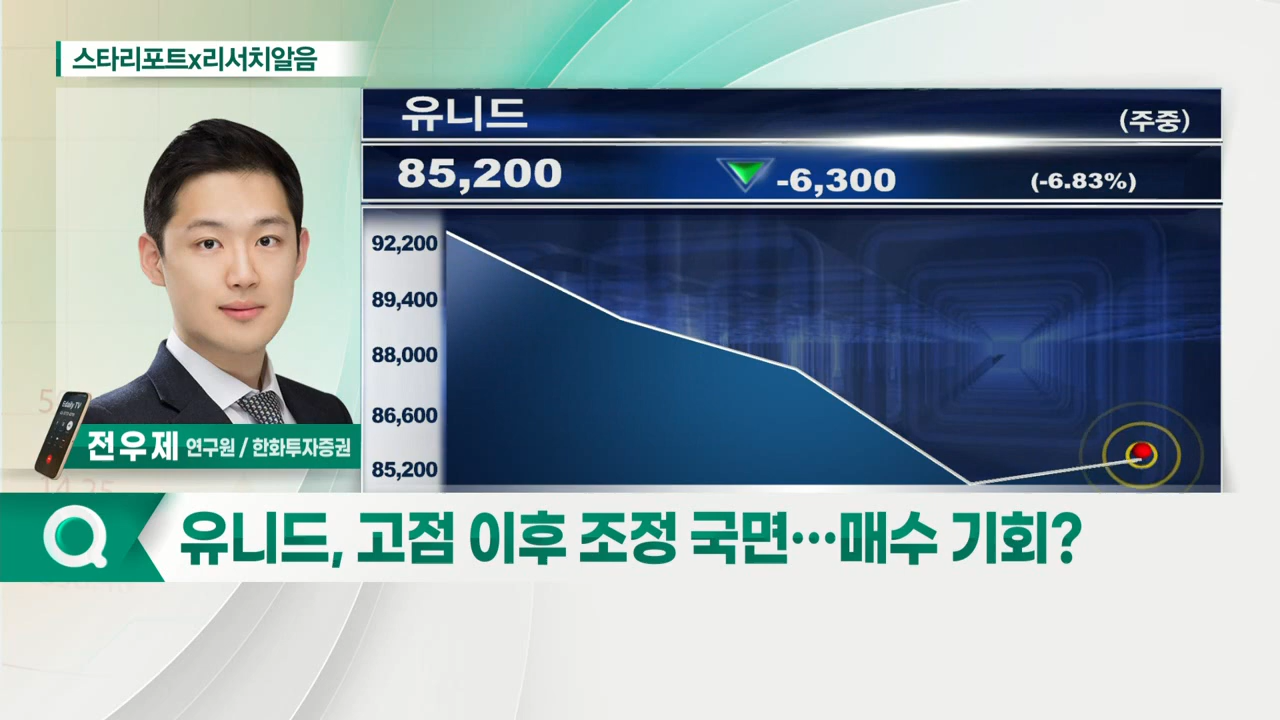 스타리포트x리서치알음
유니드
(주중)
85,200
-6,300
(-6.83%)
92,200
89,400
88,000
86,600
85,200
Edaily TV
전우제 연구원 / 한화투자증권
유니드, 고점 이후 조정 국면…매수 기회?